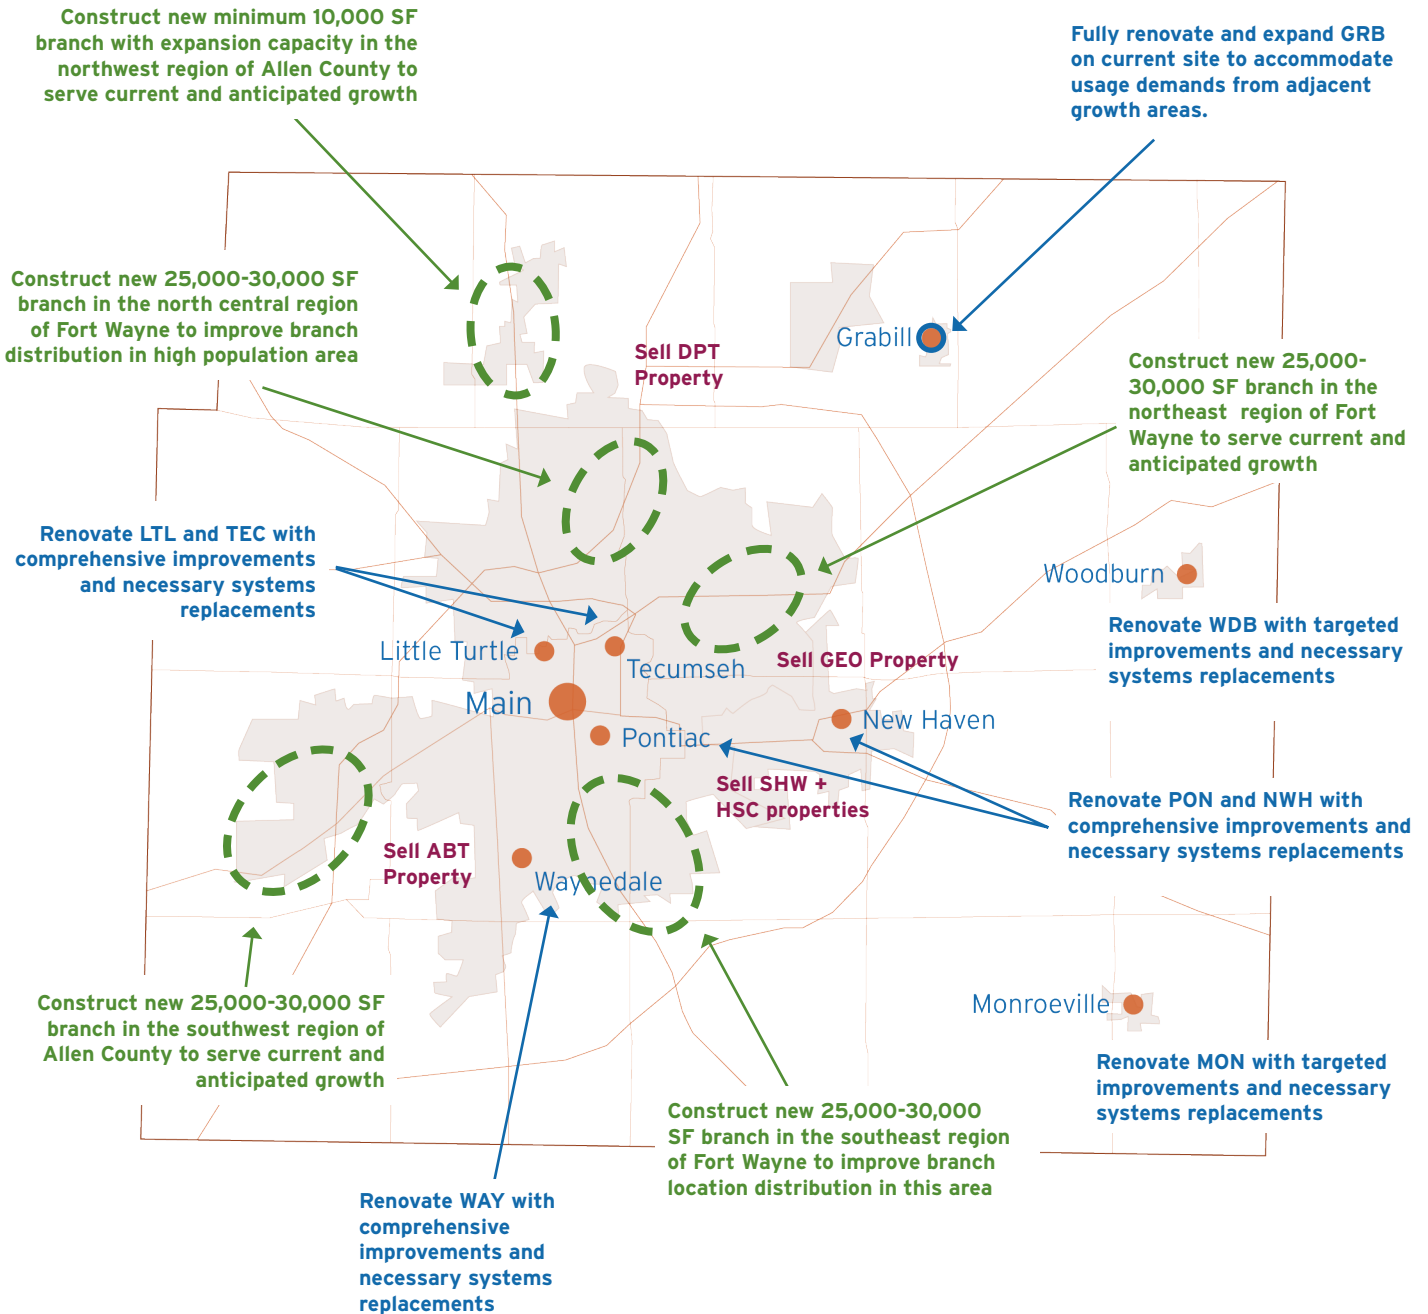 Construct new minimum 10,000 SF
branch with expansion capacity in the
northwest region of Allen County to
serve current and anticipated growth
Fully renovate and expand GRB
on current site to accommodate
usage demands from adjacent
growth areas.
Construct new 25,000-30,000 SF
branch in the north central region
of Fort Wayne to improve branch
distribution in high population area
Sell DPT
Property
Grabill
Construct new 25,000-
30,000 SF branch in the
northeast region of Fort
Wayne to serve current and
anticipated growth
Renovate LTL and TEC with
comprehensive improvements
and necessary systems
replacements
Woodburn
Renovate WDB with targeted
improvements and necessary
systems replacements
Little Turtle
Tecumseh
Sell GEO Property
Main
Pontiac
New Haven
Sell SHW +
HSC properties
Renovate PON and NWH with
comprehensive improvements and
necessary systems replacements
Sell ABT
Property
Waynedale
Construct new 25,000-30,000 SF
branch in the southwest region of
Allen County to serve current and
anticipated growth
Monroeville
Renovate MON with targeted
improvements and necessary
systems replacements
Construct new 25,000-30,000
SF branch in the southeast region
of Fort Wayne to improve branch
location distribution in this area
Renovate WAY with
comprehensive
improvements and
necessary systems
replacements